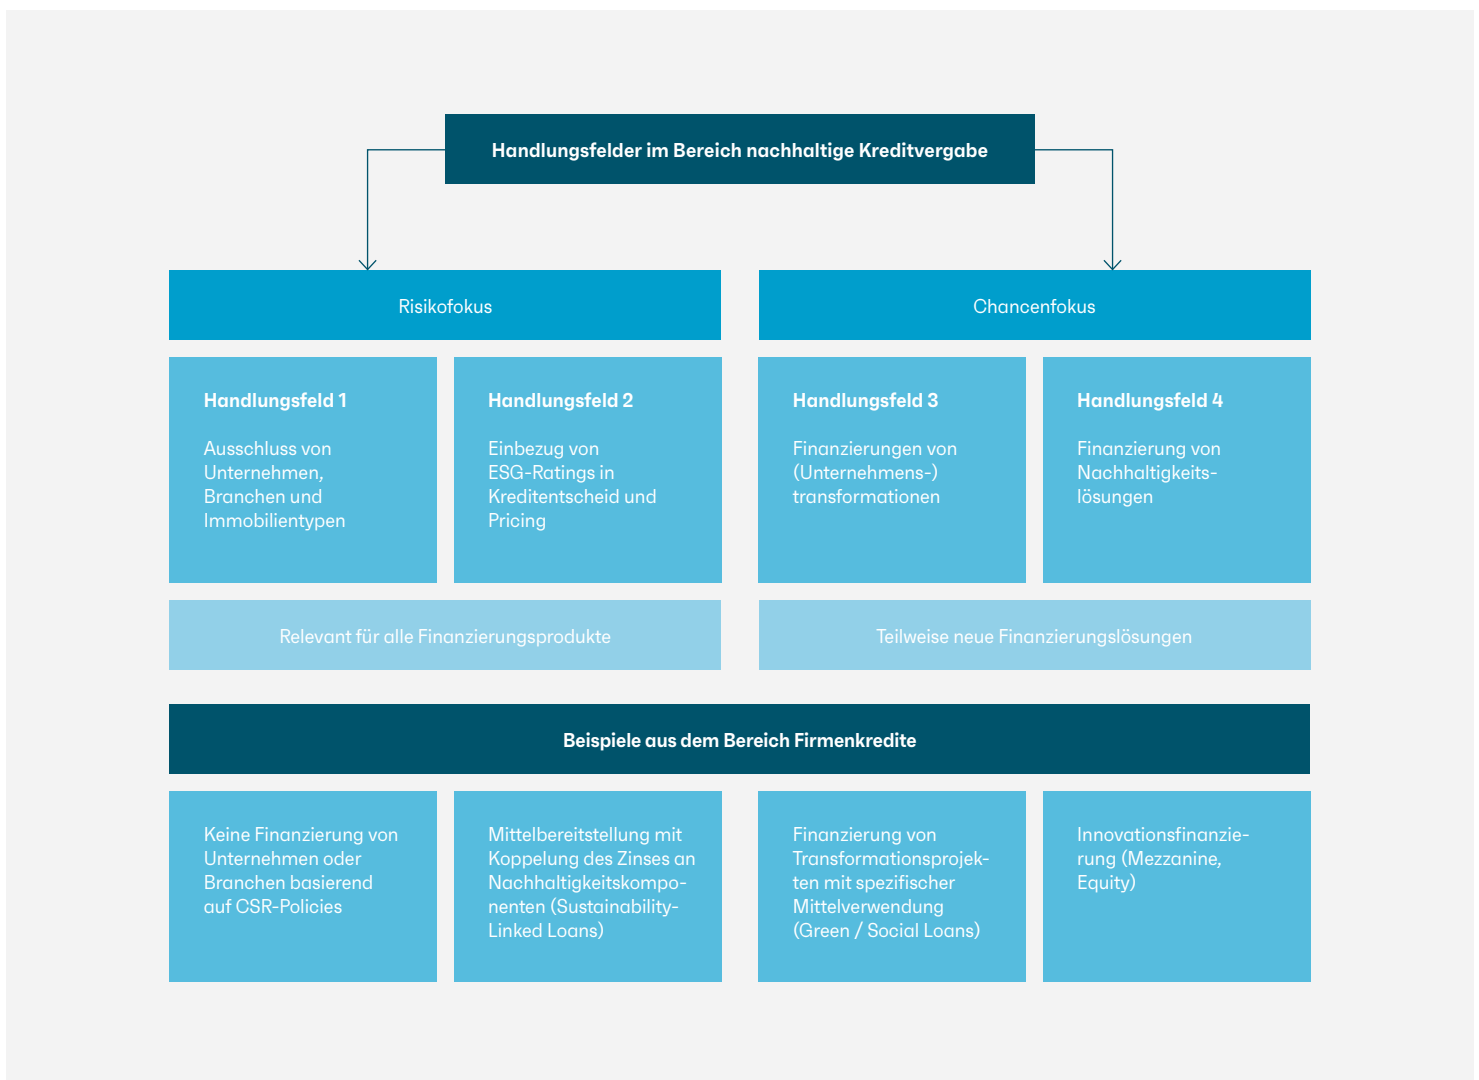 Handlungsfelder im Bereich nachhaltige Kreditvergabe
Risikofokus
Chancenfokus
Handlungsfeld 1
Ausschluss von
Unternehmen,
Branchen und
Immobilientypen
Handlungsfeld 2
Einbezug von
ESG-Ratings in
Kreditentscheid und
Pricing
Handlungsfeld 3
Finanzierungen von
(Unternehmens-)
transformationen
Handlungsfeld 4
Finanzierung von
Nachhaltigkeits-
lösungen
Relevant für alle Finanzierungsprodukte
Teilweise neue Finanzierungslösungen
Beispiele aus dem Bereich Firmenkredite
Keine Finanzierung von
Unternehmen oder
Branchen basierend
auf CSR-Policies
Mittelbereitstellung mit
Koppelung des Zinses an
Nachhaltigkeitskompo-
nenten (Sustainability-
Linked Loans)
Finanzierung von
Transformationsprojek-
ten mit spezifischer
Mittelverwendung
(Green / Social Loans)
Innovationsfinanzie-
rung (Mezzanine,
Equity)